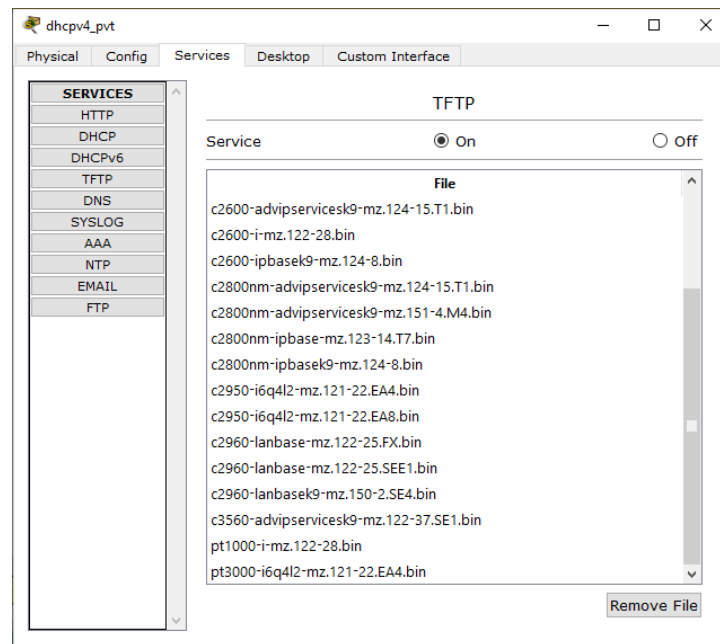 dhcpv4_pvt
Physical Config Services Desktop Custom Interface
SERVICES
HTTP
DHCP
DHCPv6
TFTP
DNS
SYSLOG
AAA
NTP
EMAIL
FTP
TFTP
Service On Off
File
c2600-advipservicesk9-mz.124-15.T1.bin
c2600-i-mz.122-28.bin
c2600-ipbasek9-mz.124-8.bin
c2800nm-advipservicesk9-mz.124-15.T1.bin
c2800nm-advipservicesk9-mz.151-4.M4.bin
c2800nm-ipbase-mz.123-14.T7.bin
c2800nm-ipbasek9-mz.124-8.bin
c2950-i6q4l2-mz.121-22.EA4.bin
c2950-i6q4l2-mz.121-22.EA8.bin
c2960-lanbase-mz.122-25.FX.bin
c2960-lanbase-mz.122-25.SEE1.bin
c2960-lanbasek9-mz.150-2.SE4.bin
c3560-advipservicesk9-mz.122-37.SE1.bin
pt1000-i-mz.122-28.bin
pt3000-i6q4l2-mz.121-22.EA4.bin
Remove File